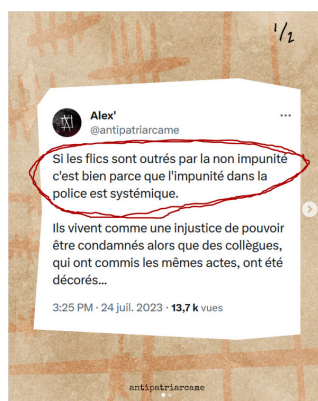 1/2
Alex'
@antipatriarcame
Si les flics sont outrés par la non impunité
c'est bien parce que l'impunité dans la
police est systémique.
Ils vivent comme une injustice de pouvoir
être condamnés alors que des collègues,
qui ont commis les mêmes actes, ont été
décorés...
3:25 PM · 24 juil. 2023 · 13,7 k vues
antipatriarcame